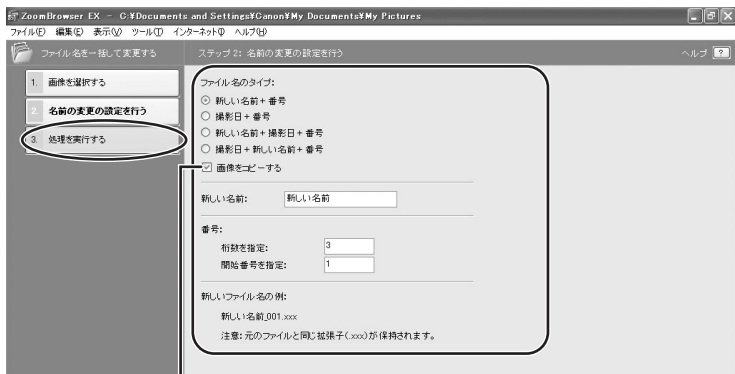 ZoomBrowser EX - C:¥Documents and Settings¥Canon¥My Documents¥My Pictures
ファイル(F) 編集(E) 表示(V) ツール(T) インターネット(I) ヘルプ(H)
ファイル名を一括して変更する
ステップ 2: 名前の変更の設定を行う
ヘルプ ?
1. 画像を選択する
2. 名前の変更の設定を行う
3. 処理を実行する
ファイル名のタイプ:
新しい名前 + 番号
撮影日 + 番号
新しい名前 + 撮影日 + 番号
撮影日 + 新しい名前 + 番号
画像をコピーする
新しい名前: 新しい名前
番号:
桁数を指定: 3
開始番号を指定: 1
新しいファイル名の例:
新しい名前_001.xxx
注意: 元のファイルと同じ拡張子(.xxx)が保持されます。